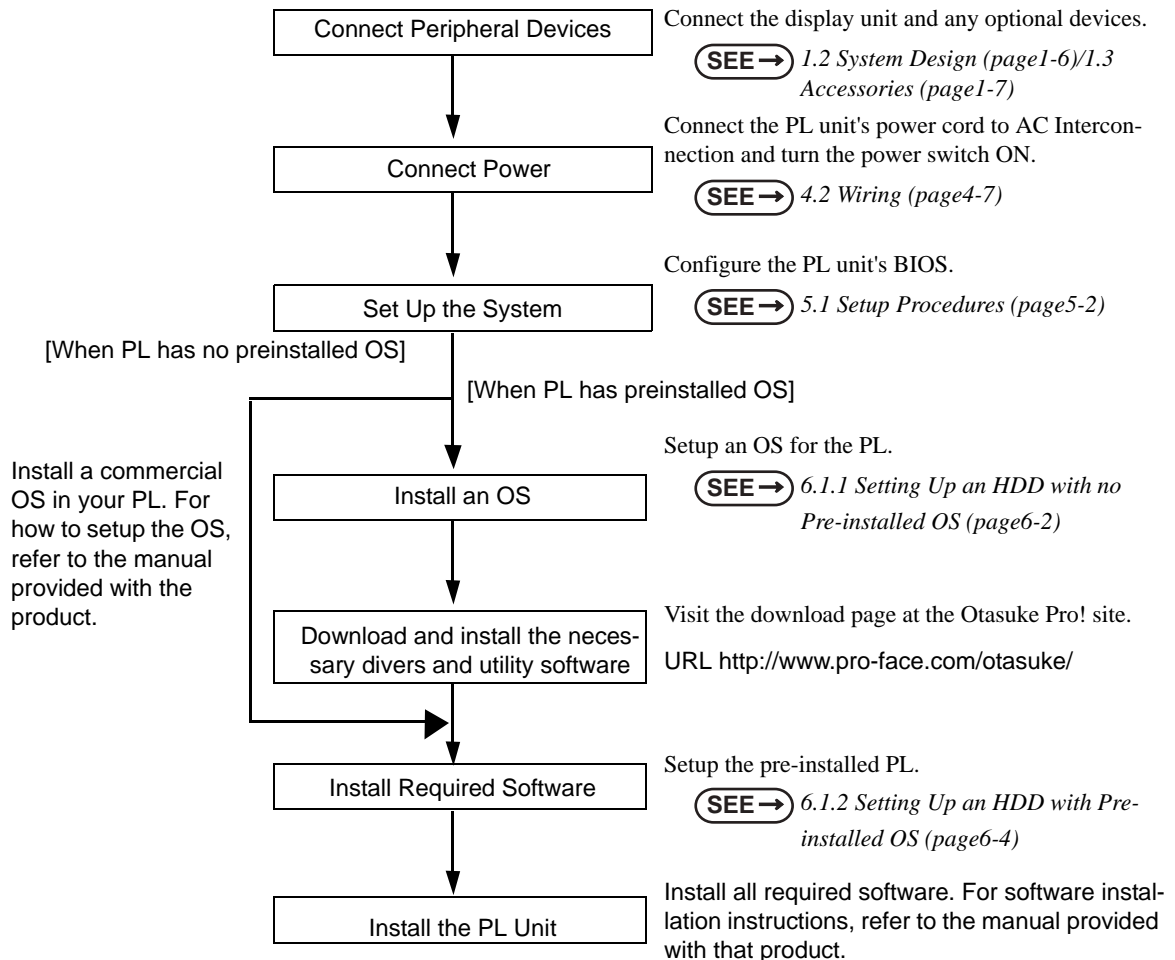 Connect Peripheral Devices
Connect the display unit and any optional devices.
SEE→ 1.2 System Design (page1-6)/1.3
Accessories (page1-7)
Connect Power
Connect the PL unit's power cord to AC Intercon-
nection and turn the power switch ON.
SEE→ 4.2 Wiring (page4-7)
Set Up the System
Configure the PL unit's BIOS.
SEE→ 5.1 Setup Procedures (page5-2)
[When PL has no preinstalled OS]
[When PL has preinstalled OS]
Install a commercial
OS in your PL. For
how to setup the OS,
refer to the manual
provided with the
product.
Install an OS
Setup an OS for the PL.
SEE→ 6.1.1 Setting Up an HDD with no
Pre-installed OS (page6-2)
Download and install the neces-
sary divers and utility software
Visit the download page at the Otasuke Pro! site.
URL http://www.pro-face.com/otasuke/
Install Required Software
Setup the pre-installed PL.
SEE→ 6.1.2 Setting Up an HDD with Pre-
installed OS (page6-4)
Install the PL Unit
Install all required software. For software instal-
lation instructions, refer to the manual provided
with that product.